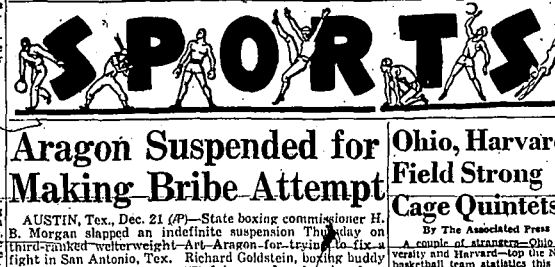 SPORTS
Aragon Suspended for
Making Bribe Attempt
AUSTIN, Tex., Dec. 21 (AP)—State boxing commissioner H.
B. Morgan slapped an indefinite suspension Thursday on
third-ranked welterweight Art Aragon for trying to fix a
fight in San Antonio, Tex. Richard Goldstein, boxing buddy
Ohio, Harvar
Field Strong
Cage Quintets
By The Associated Press
A couple of strangers—Ohio
versity and Harvard—top the N
basketball team statistics this